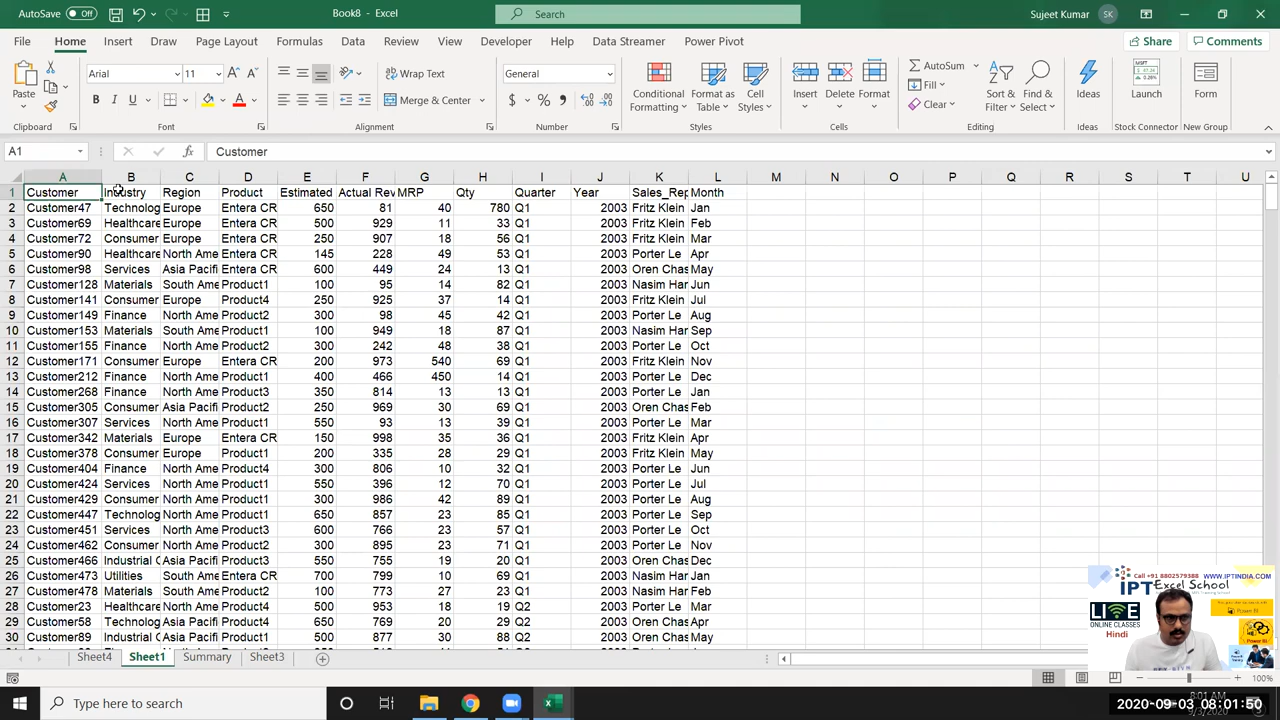 AutoSave Off Book8 - Excel Search Sujeet Kumar SK
File Home Insert Draw Page Layout Formulas Data Review View Developer Help Data Streamer Power Pivot Share Comments
Paste Arial 11 Wrap Text General Conditional Formatting Format as Table Cell Styles Insert Delete Format AutoSum Fill Clear Sort & Filter Find & Select Ideas Launch Form
B I U A Merge & Center $ %
Clipboard Font Alignment Number Styles Cells Editing Ideas Stock Connector New Group
A1 fx Customer
A B C D E F G H I J K L M N O P Q R S T U
1 Customer Industry Region Product Estimated Actual Rev MRP Qty Quarter Year Sales_Rep Month
2 Customer47 Technolog Europe Entera CR 650 81 40 780 Q1 2003 Fritz Klein Jan
3 Customer69 Healthcare Europe Entera CR 500 929 11 33 Q1 2003 Fritz Klein Feb
4 Customer72 Consumer Europe Entera CR 250 907 18 56 Q1 2003 Fritz Klein Mar
5 Customer90 Healthcare North Ame Entera CR 145 228 49 53 Q1 2003 Porter Le Apr
6 Customer98 Services Asia Pacifi Entera CR 600 449 24 13 Q1 2003 Oren Chas May
7 Customer128 Materials South Ame Product1 100 95 14 82 Q1 2003 Nasim Har Jun
8 Customer141 Consumer Europe Product4 250 925 37 14 Q1 2003 Fritz Klein Jul
9 Customer149 Finance North Ame Product2 300 98 45 42 Q1 2003 Porter Le Aug
10 Customer153 Materials South Ame Product1 100 949 18 87 Q1 2003 Nasim Har Sep
11 Customer155 Finance North Ame Product2 300 242 48 38 Q1 2003 Porter Le Oct
12 Customer171 Consumer Europe Entera CR 200 973 540 69 Q1 2003 Fritz Klein Nov
13 Customer212 Finance North Ame Product1 400 466 450 14 Q1 2003 Porter Le Dec
14 Customer268 Finance North Ame Product3 350 814 13 13 Q1 2003 Porter Le Jan
15 Customer305 Consumer Asia Pacifi Product2 250 969 30 69 Q1 2003 Oren Chas Feb
16 Customer307 Services North Ame Product1 550 93 13 39 Q1 2003 Porter Le Mar
17 Customer342 Materials Europe Entera CR 150 998 35 36 Q1 2003 Fritz Klein Apr
18 Customer378 Consumer Europe Product1 200 335 28 29 Q1 2003 Fritz Klein May
19 Customer404 Finance North Ame Product4 300 806 10 32 Q1 2003 Porter Le Jun
20 Customer424 Services North Ame Product1 550 396 12 70 Q1 2003 Porter Le Jul
21 Customer429 Consumer North Ame Product1 300 986 42 89 Q1 2003 Porter Le Aug
22 Customer447 Technolog North Ame Product1 650 857 23 85 Q1 2003 Porter Le Sep
23 Customer451 Services North Ame Product3 600 766 23 57 Q1 2003 Porter Le Oct
24 Customer462 Consumer North Ame Product2 300 895 23 71 Q1 2003 Porter Le Nov
25 Customer466 Industrial G Asia Pacifi Product3 550 755 19 20 Q1 2003 Oren Chas Dec
26 Customer473 Utilities South Ame Entera CR 700 799 10 69 Q1 2003 Nasim Har Jan
27 Customer478 Materials South Ame Product2 100 773 27 23 Q1 2003 Nasim Har Feb
28 Customer23 Healthcare North Ame Product4 500 953 18 19 Q2 2003 Porter Le Mar
29 Customer58 Technolog Asia Pacifi Product4 650 769 20 29 Q2 2003 Oren Chas Apr
30 Customer89 Industrial G Asia Pacifi Product1 500 877 30 88 Q2 2003 Oren Chas May
Call +91 8802579388 WWW.IPTINDIA.COM
IPT Excel School
LIVE
ONLINE CLASSES
Hindi
Power BI
Sheet4 Sheet1 Summary Sheet3
100%
Type here to search
2020-09-03 08:01:50